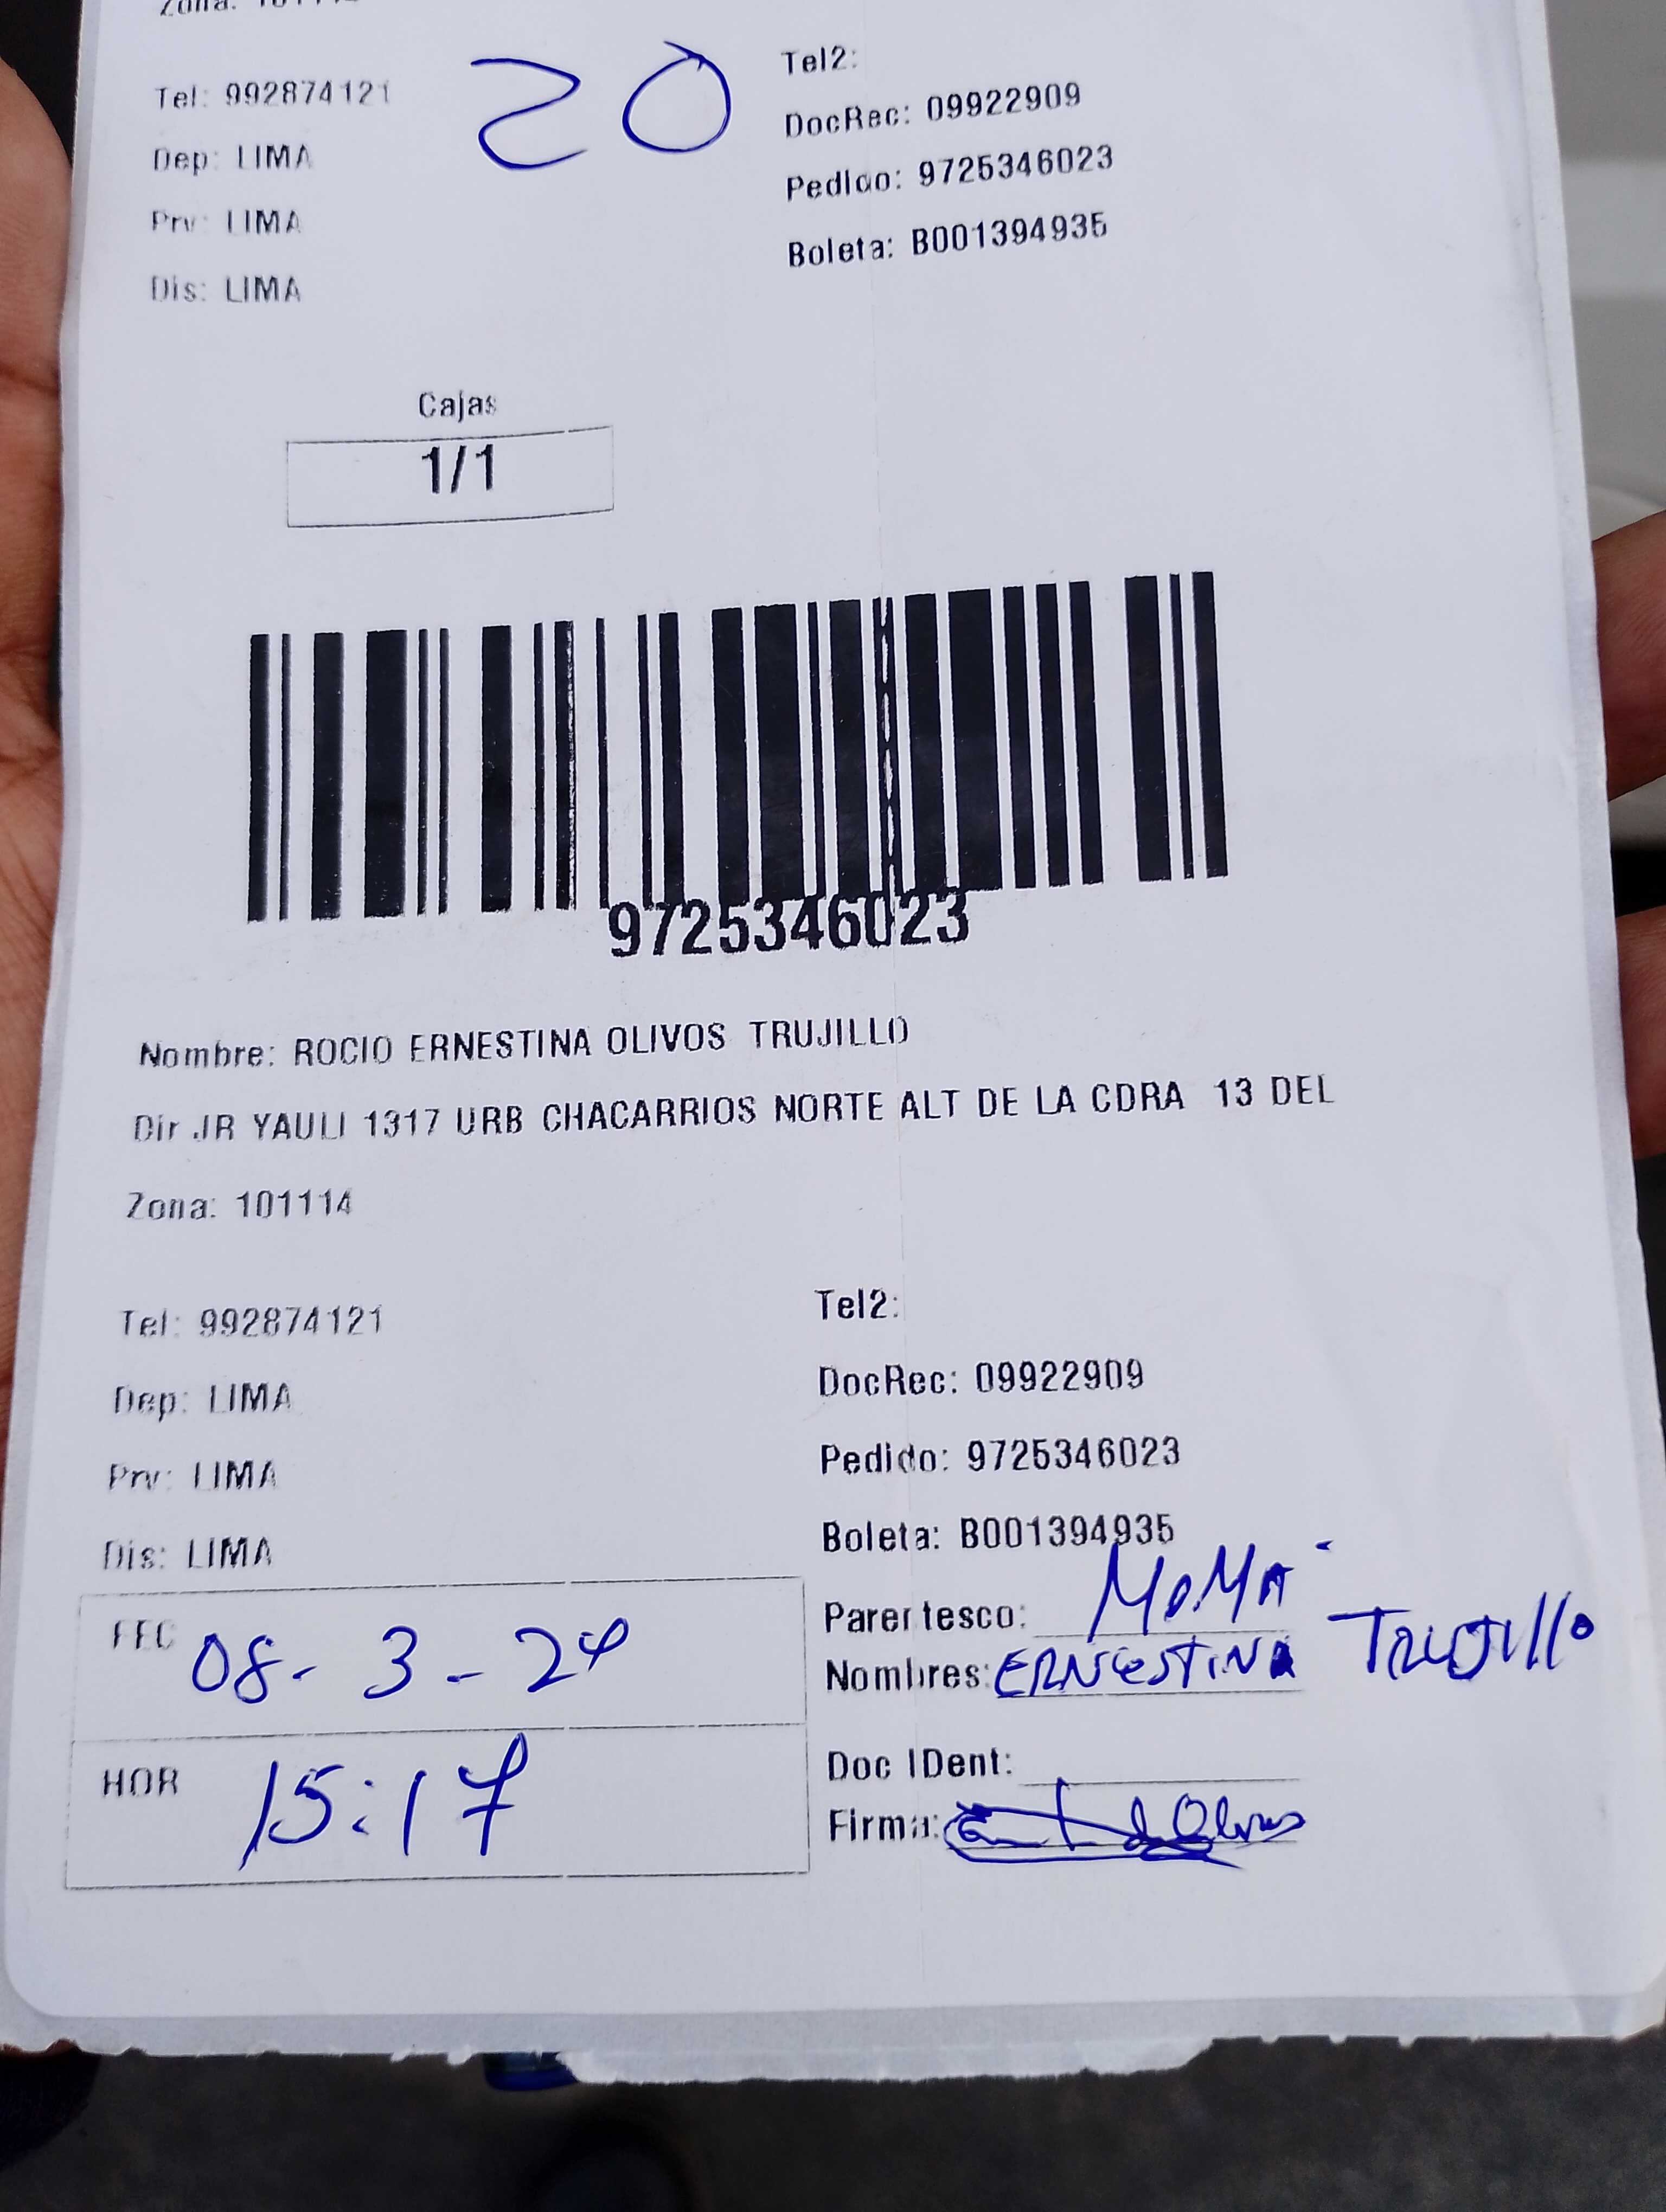 Zona: 101114
Tel: 992874121
20
Tel2:
DocRec: 09922909
Dep: LIMA
Pedido: 9725346023
Prv: LIMA
Boleta: B001394935
Dis: LIMA
Cajas
1/1
9725346023
Nombre: ROCIO ERNESTINA OLIVOS TRUJILLO
Dir JR YAULI 1317 URB CHACARRIOS NORTE ALT DE LA CDRA 13 DEL
Zona: 101114
Tel: 992874121
Tel2:
Dep: LIMA
DocRec: 09922909
Prv: LIMA
Pedido: 9725346023
Dis: LIMA
Boleta: B001394935
FEC 08-3-24
Parentesco: MAMA
Nombres: ERNESTINA TRUJILLO
HOR 15:17
Doc IDent:
Firma: